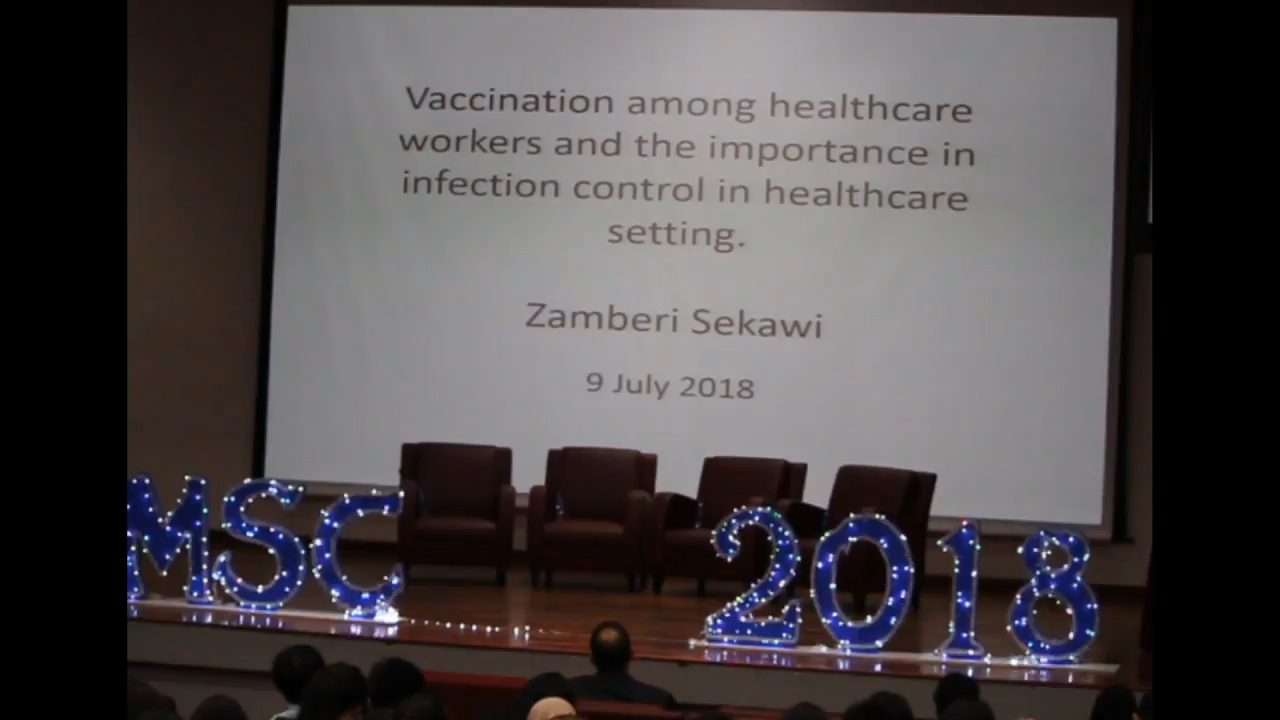 Vaccination among healthcare
workers and the importance in
infection control in healthcare
setting.
Zamberi Sekawi
9 July 2018
MSC 2018